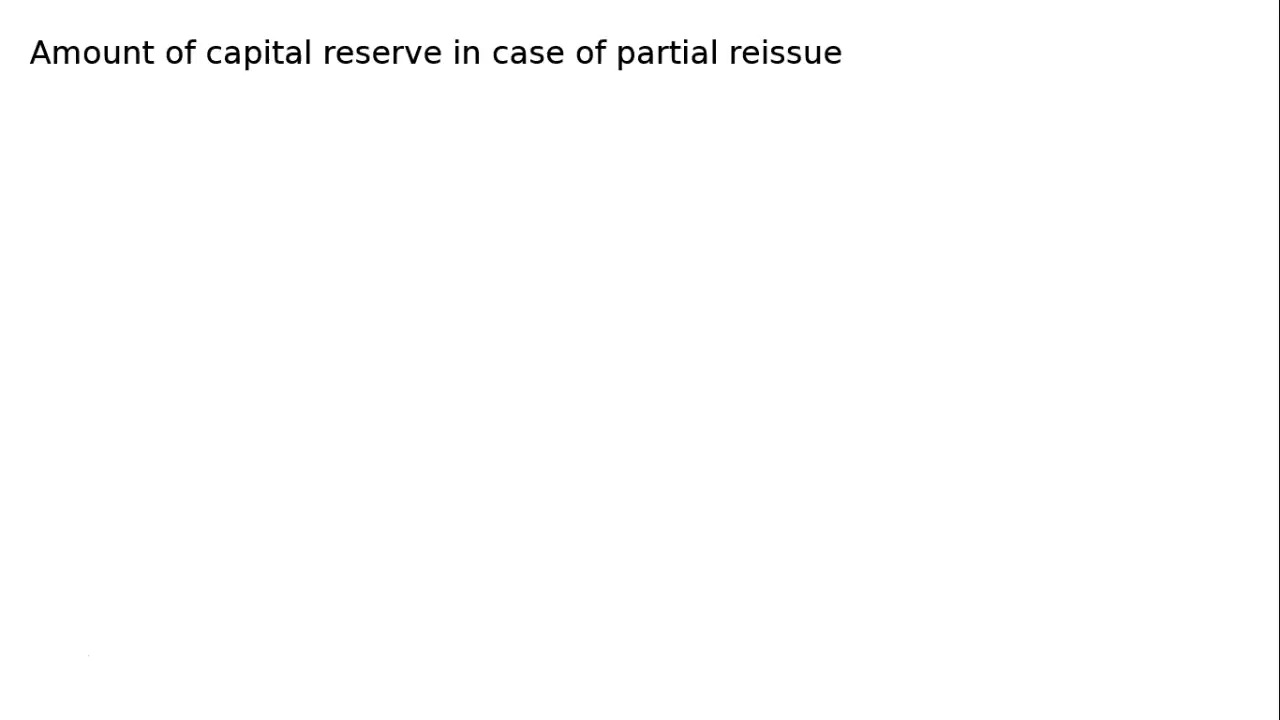 Amount of capital reserve in case of partial reissue